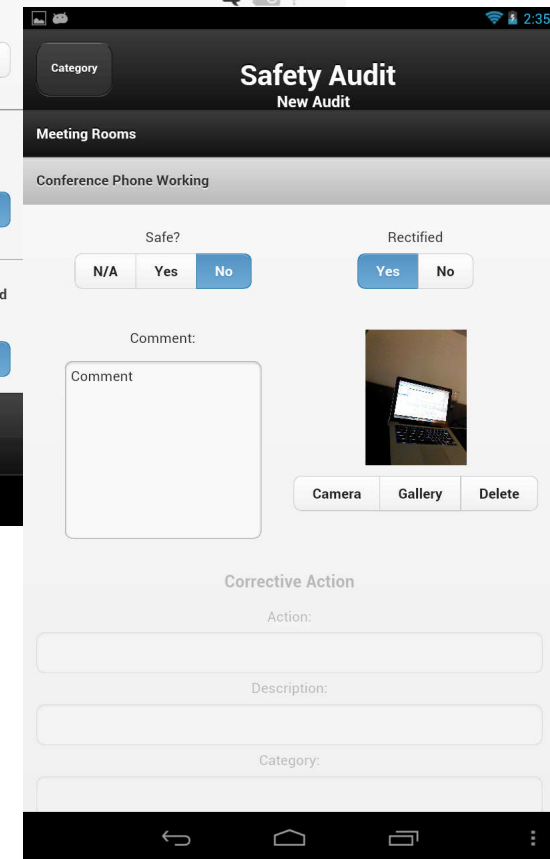 2:35
Category
Safety Audit
New Audit
Meeting Rooms
Conference Phone Working
Safe?
Rectified
N/A Yes No
Yes No
d
Comment:
Comment
Camera Gallery Delete
Corrective Action
Action:
Description:
Category: